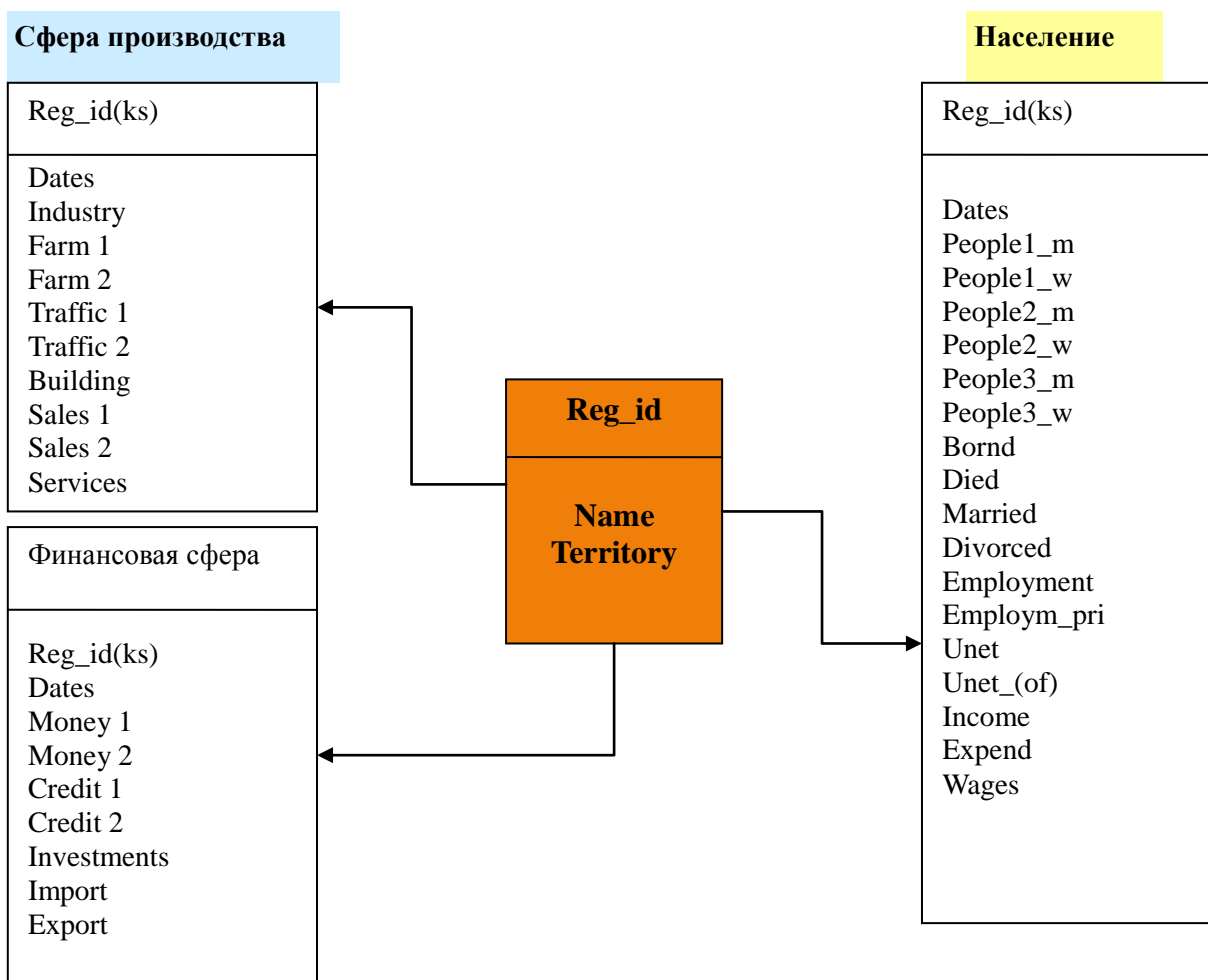 Сфера производства
Reg_id(ks)
Dates
Industry
Farm 1
Farm 2
Traffic 1
Traffic 2
Building
Sales 1
Sales 2
Services
Финансовая сфера
Reg_id(ks)
Dates
Money 1
Money 2
Credit 1
Credit 2
Investments
Import
Export
Reg_id
Name
Territory
Население
Reg_id(ks)
Dates
People1_m
People1_w
People2_m
People2_w
People3_m
People3_w
Bornd
Died
Married
Divorced
Employment
Employm_pri
Unet
Unet_(of)
Income
Expend
Wages